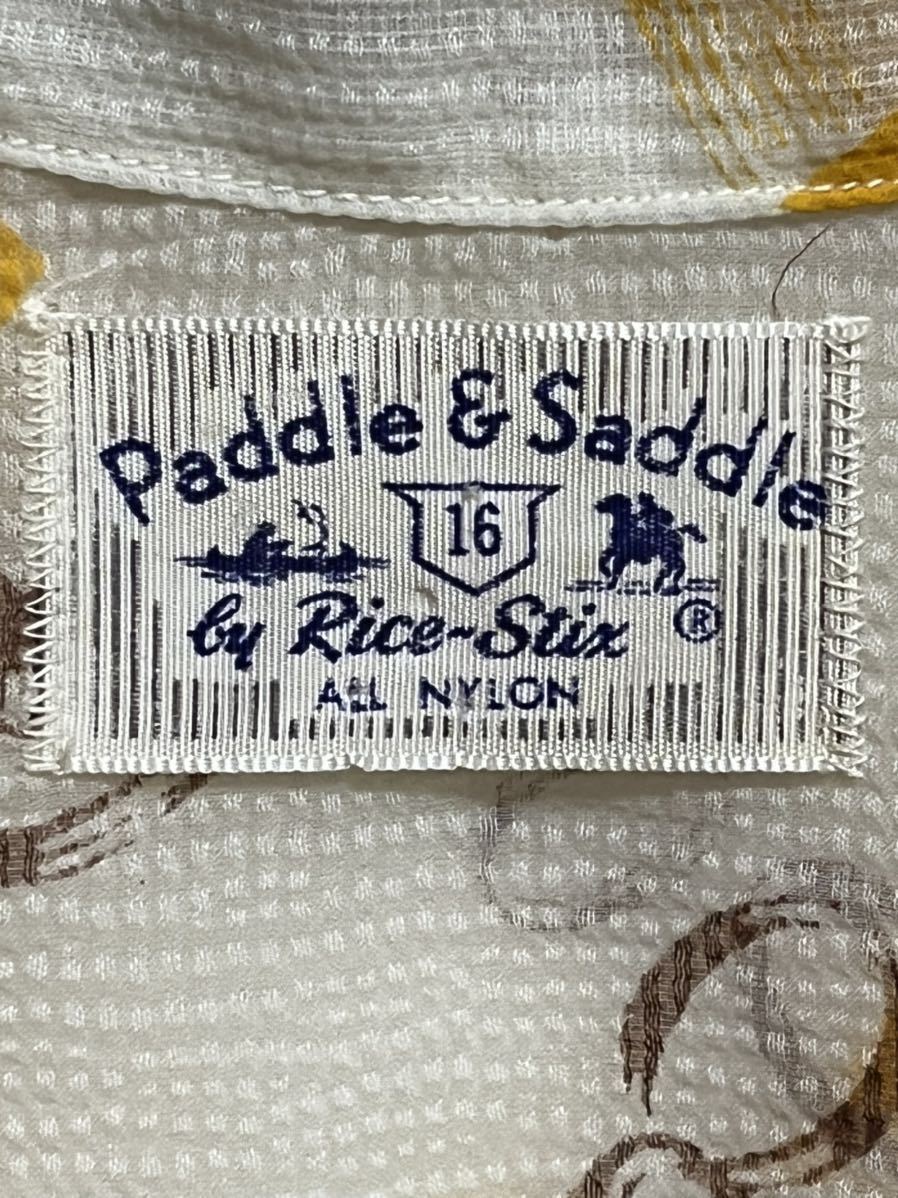 Paddle & Saddle
16
by Rice-Stix ®
ALL NYLON